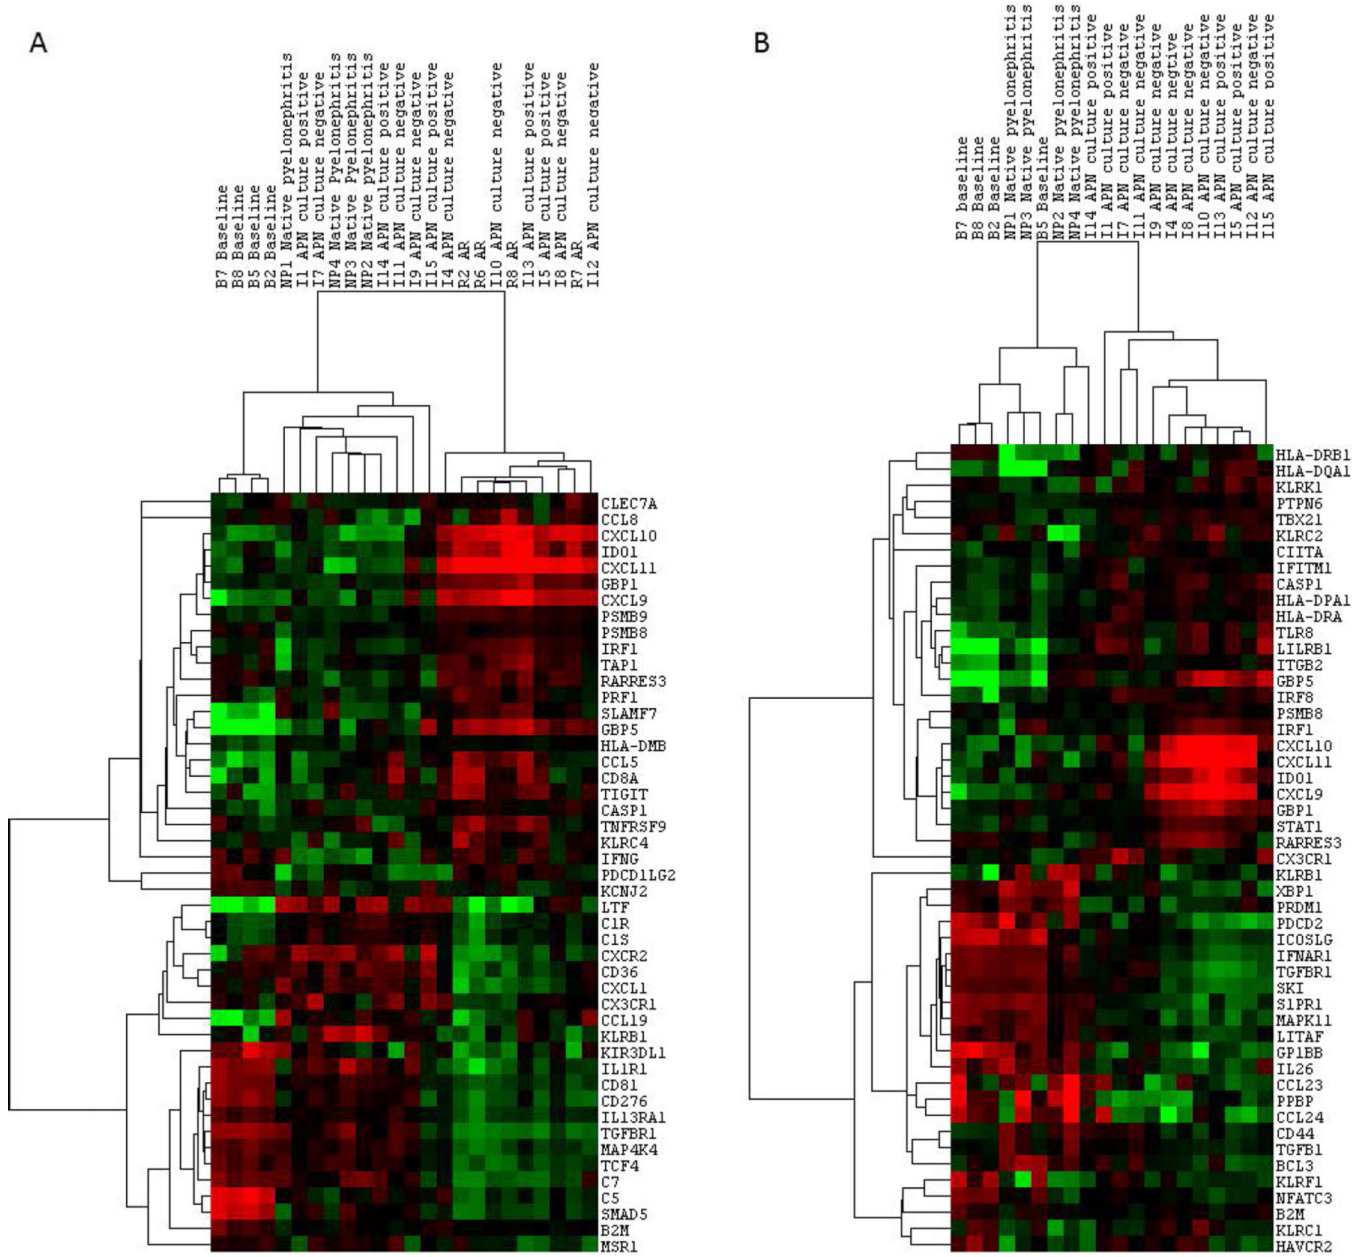 A
B7 Baseline
B8 Baseline
B5 Baseline
B2 Baseline
NP1 Native pyelonephritis
I1 APN culture positive
I7 APN culture negative
NP4 Native Pyelonephritis
NP3 Native Pyelonephritis
NP2 Native pyelonephritis
I14 APN culture positive
I11 APN culture negative
I9 APN culture negative
I15 APN culture positive
I4 APN culture negative
R2 AR
R6 AR
I10 APN culture negative
R8 AR
I13 APN culture positive
I5 APN culture positive
I8 APN culture negative
R7 AR
I12 APN culture negative
CLEC7A
CCL8
CXCL10
IDO1
CXCL11
GBP1
CXCL9
PSMB9
PSMB8
IRF1
TAP1
RARRES3
PRF1
SLAMF7
GBP5
HLA-DMB
CCL5
CD8A
TIGIT
CASP1
TNFRSF9
KLRC4
IFNG
PDCD1LG2
KCNJ2
LTF
C1R
C1S
CXCR2
CD36
CXCL1
CX3CR1
CCL19
KLRB1
KIR3DL1
IL1R1
CD81
CD276
IL13RA1
TGFBR1
MAP4K4
TCF4
C7
C5
SMAD5
B2M
MSR1
B
B7 baseline
B8 Baseline
B2 Baseline
NP1 Native pyelonephritis
NP3 Native pyelonephritis
B5 Baseline
NP2 Native pyelonephritis
NP4 Native pyelonephritis
I14 APN culture positive
I1 APN culture positive
I7 APN culture negative
I11 APN culture negative
I9 APN culture negative
I4 APN culture negtive
I8 APN culture negative
I10 APN culture negative
I13 APN culture positive
I5 APN culture positive
I12 APN culture negative
I15 APN culture positive
HLA-DRB1
HLA-DQA1
KLRK1
PTPN6
TBX21
KLRC2
CIITA
IFITM1
CASP1
HLA-DPA1
HLA-DRA
TLR8
LILRB1
ITGB2
GBP5
IRF8
PSMB8
IRF1
CXCL10
CXCL11
IDO1
CXCL9
GBP1
STAT1
RARRES3
CX3CR1
KLRB1
XBP1
PRDM1
PDCD2
ICOSLG
IFNAR1
TGFBR1
SKI
S1PR1
MAPK11
LITAF
GP1BB
IL26
CCL23
PPBP
CCL24
CD44
TGFB1
BCL3
KLRF1
NFATC3
B2M
KLRC1
HAVCR2